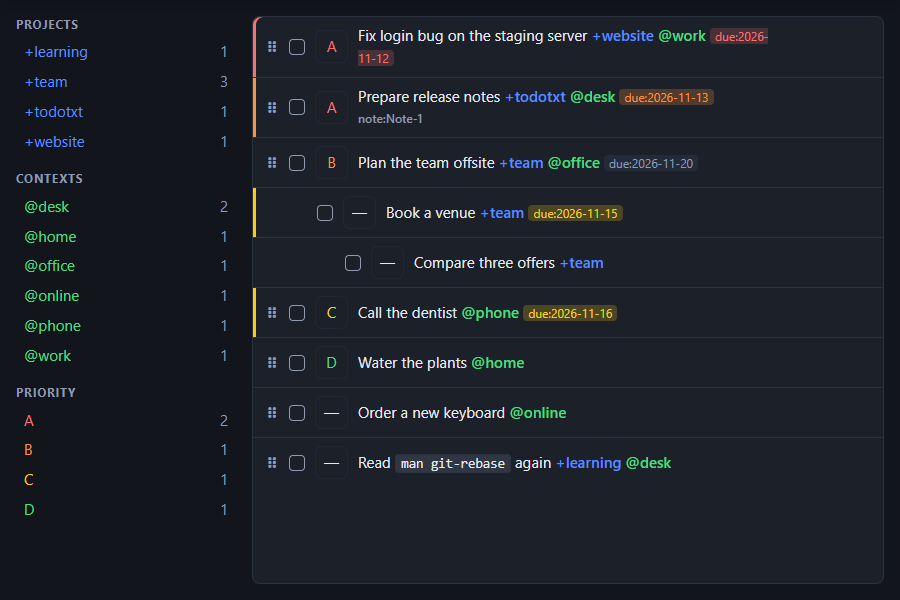 PROJECTS
+learning 1
+team 3
+todotxt 1
+website 1
CONTEXTS
@desk 2
@home 1
@office 1
@online 1
@phone 1
@work 1
PRIORITY
A 2
B 1
C 1
D 1
A Fix login bug on the staging server +website @work due:2026-
11-12
A Prepare release notes +todotxt @desk due:2026-11-13
note:Note-1
B Plan the team offsite +team @office due:2026-11-20
— Book a venue +team due:2026-11-15
— Compare three offers +team
C Call the dentist @phone due:2026-11-16
D Water the plants @home
— Order a new keyboard @online
— Read man git-rebase again +learning @desk